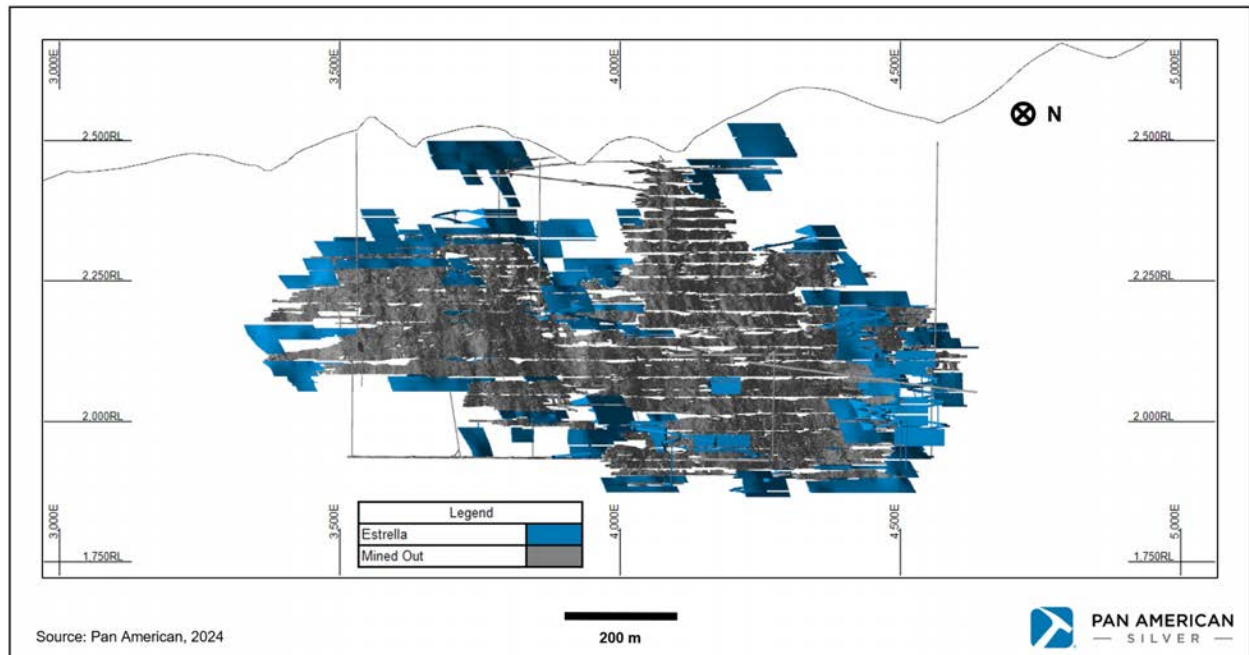 3,000E 3,500E 4,000E 4,500E 5,000E
N
2,500RL 2,500RL
2,250RL 2,250RL
2,000RL 2,000RL
1,750RL 1,750RL
3,000E 3,500E 4,000E 4,500E 5,000E
Legend
Estrella
Mined Out
Source: Pan American, 2024
200 m
PAN AMERICAN
— SILVER —